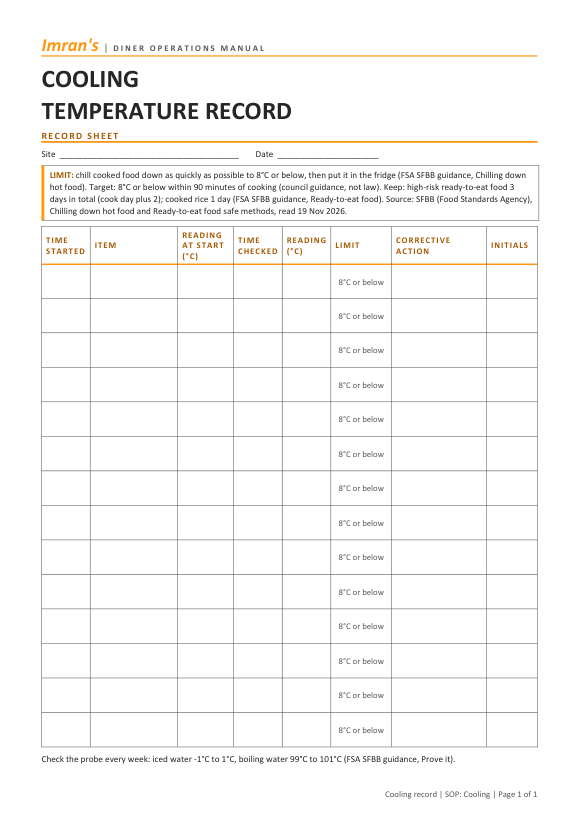 Imran's | DINER OPERATIONS MANUAL
COOLING
TEMPERATURE RECORD
RECORD SHEET
Site ________________________________________ Date ______________________
LIMIT: chill cooked food down as quickly as possible to 8°C or below, then put it in the fridge (FSA SFBB guidance, Chilling down
hot food). Target: 8°C or below within 90 minutes of cooking (council guidance, not law). Keep: high-risk ready-to-eat food 3
days in total (cook day plus 2); cooked rice 1 day (FSA SFBB guidance, Ready-to-eat food). Source: SFBB (Food Standards Agency),
Chilling down hot food and Ready-to-eat food safe methods, read 19 Nov 2026.
TIME STARTED | ITEM | READING AT START (°C) | TIME CHECKED | READING (°C) | LIMIT | CORRECTIVE ACTION | INITIALS
8°C or below
8°C or below
8°C or below
8°C or below
8°C or below
8°C or below
8°C or below
8°C or below
8°C or below
8°C or below
8°C or below
8°C or below
8°C or below
8°C or below
Check the probe every week: iced water -1°C to 1°C, boiling water 99°C to 101°C (FSA SFBB guidance, Prove it).
Cooling record | SOP: Cooling | Page 1 of 1